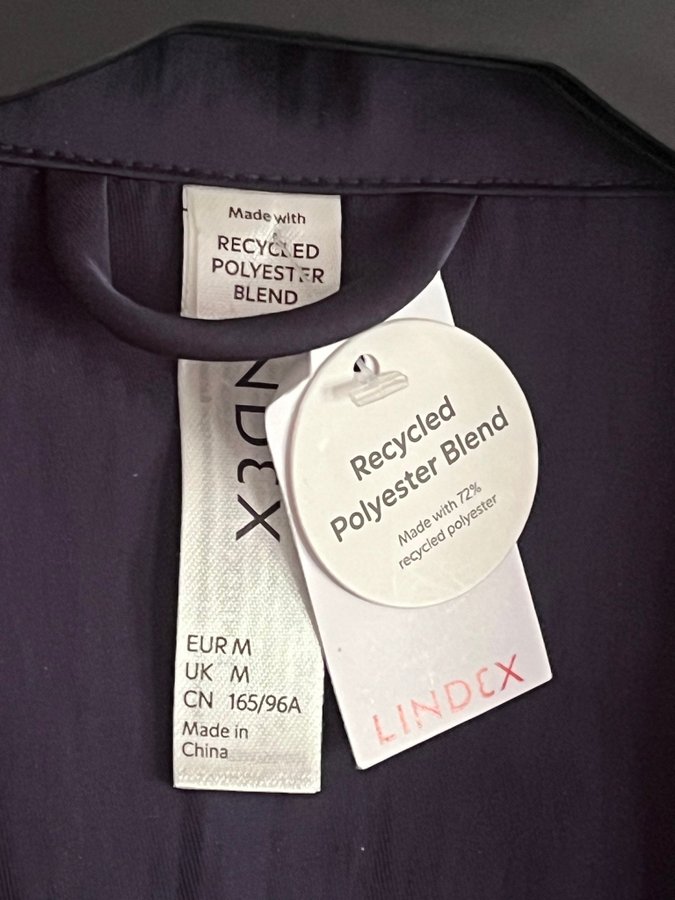 Made with
RECYCLED
POLYESTER
BLEND
LINDEX
EUR M
UK M
CN 165/96A
Made in
China
Recycled
Polyester Blend
Made with 72%
recycled polyester
LINDEX